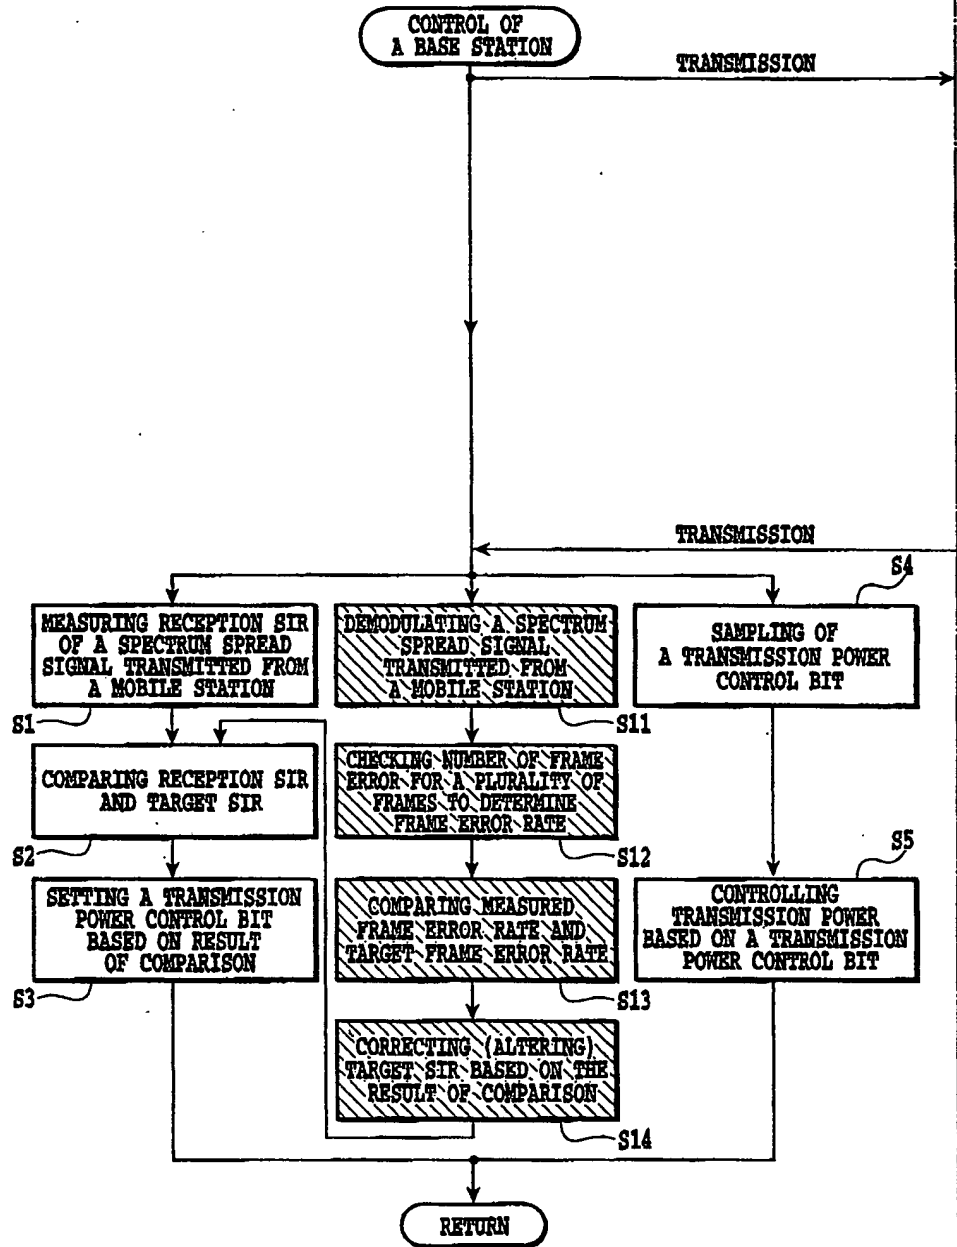 CONTROL OF
A BASE STATION
TRANSMISSION
TRANSMISSION
S4
MEASURING RECEPTION SIR
OF A SPECTRUM SPREAD
SIGNAL TRANSMITTED FROM
A MOBILE STATION
S1
DEMODULATING A SPECTRUM
SPREAD SIGNAL
TRANSMITTED FROM
A MOBILE STATION
S11
SAMPLING OF
A TRANSMISSION POWER
CONTROL BIT
COMPARING RECEPTION SIR
AND TARGET SIR
S2
CHECKING NUMBER OF FRAME
ERROR FOR A PLURALITY OF
FRAMES TO DETERMINE
FRAME ERROR RATE
S12
S5
SETTING A TRANSMISSION
POWER CONTROL BIT
BASED ON RESULT
OF COMPARISON
S3
COMPARING MEASURED
FRAME ERROR RATE AND
TARGET FRAME ERROR RATE
S13
CONTROLLING
TRANSMISSION POWER
BASED ON A TRANSMISSION
POWER CONTROL BIT
CORRECTING (ALTERING)
TARGET SIR BASED ON THE
RESULT OF COMPARISON
S14
RETURN